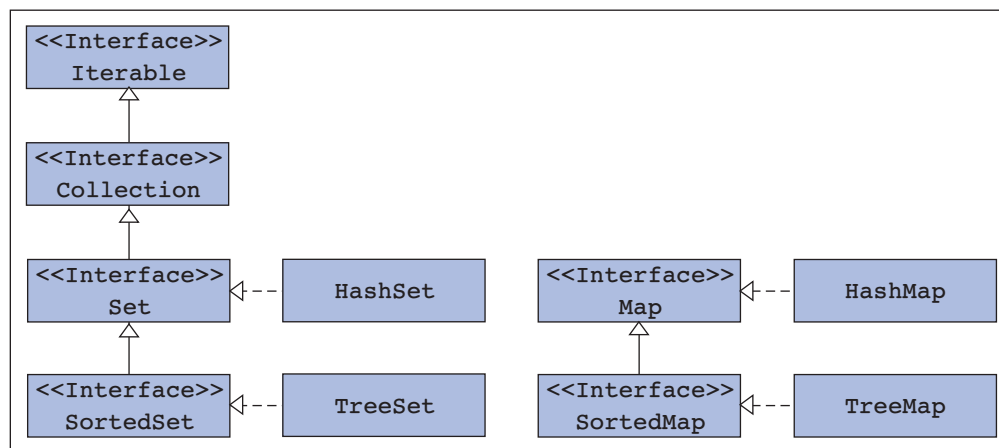 <<Interface>>
Iterable
<<Interface>>
Collection
<<Interface>>
Set
HashSet
<<Interface>>
Map
HashMap
<<Interface>>
SortedSet
TreeSet
<<Interface>>
SortedMap
TreeMap